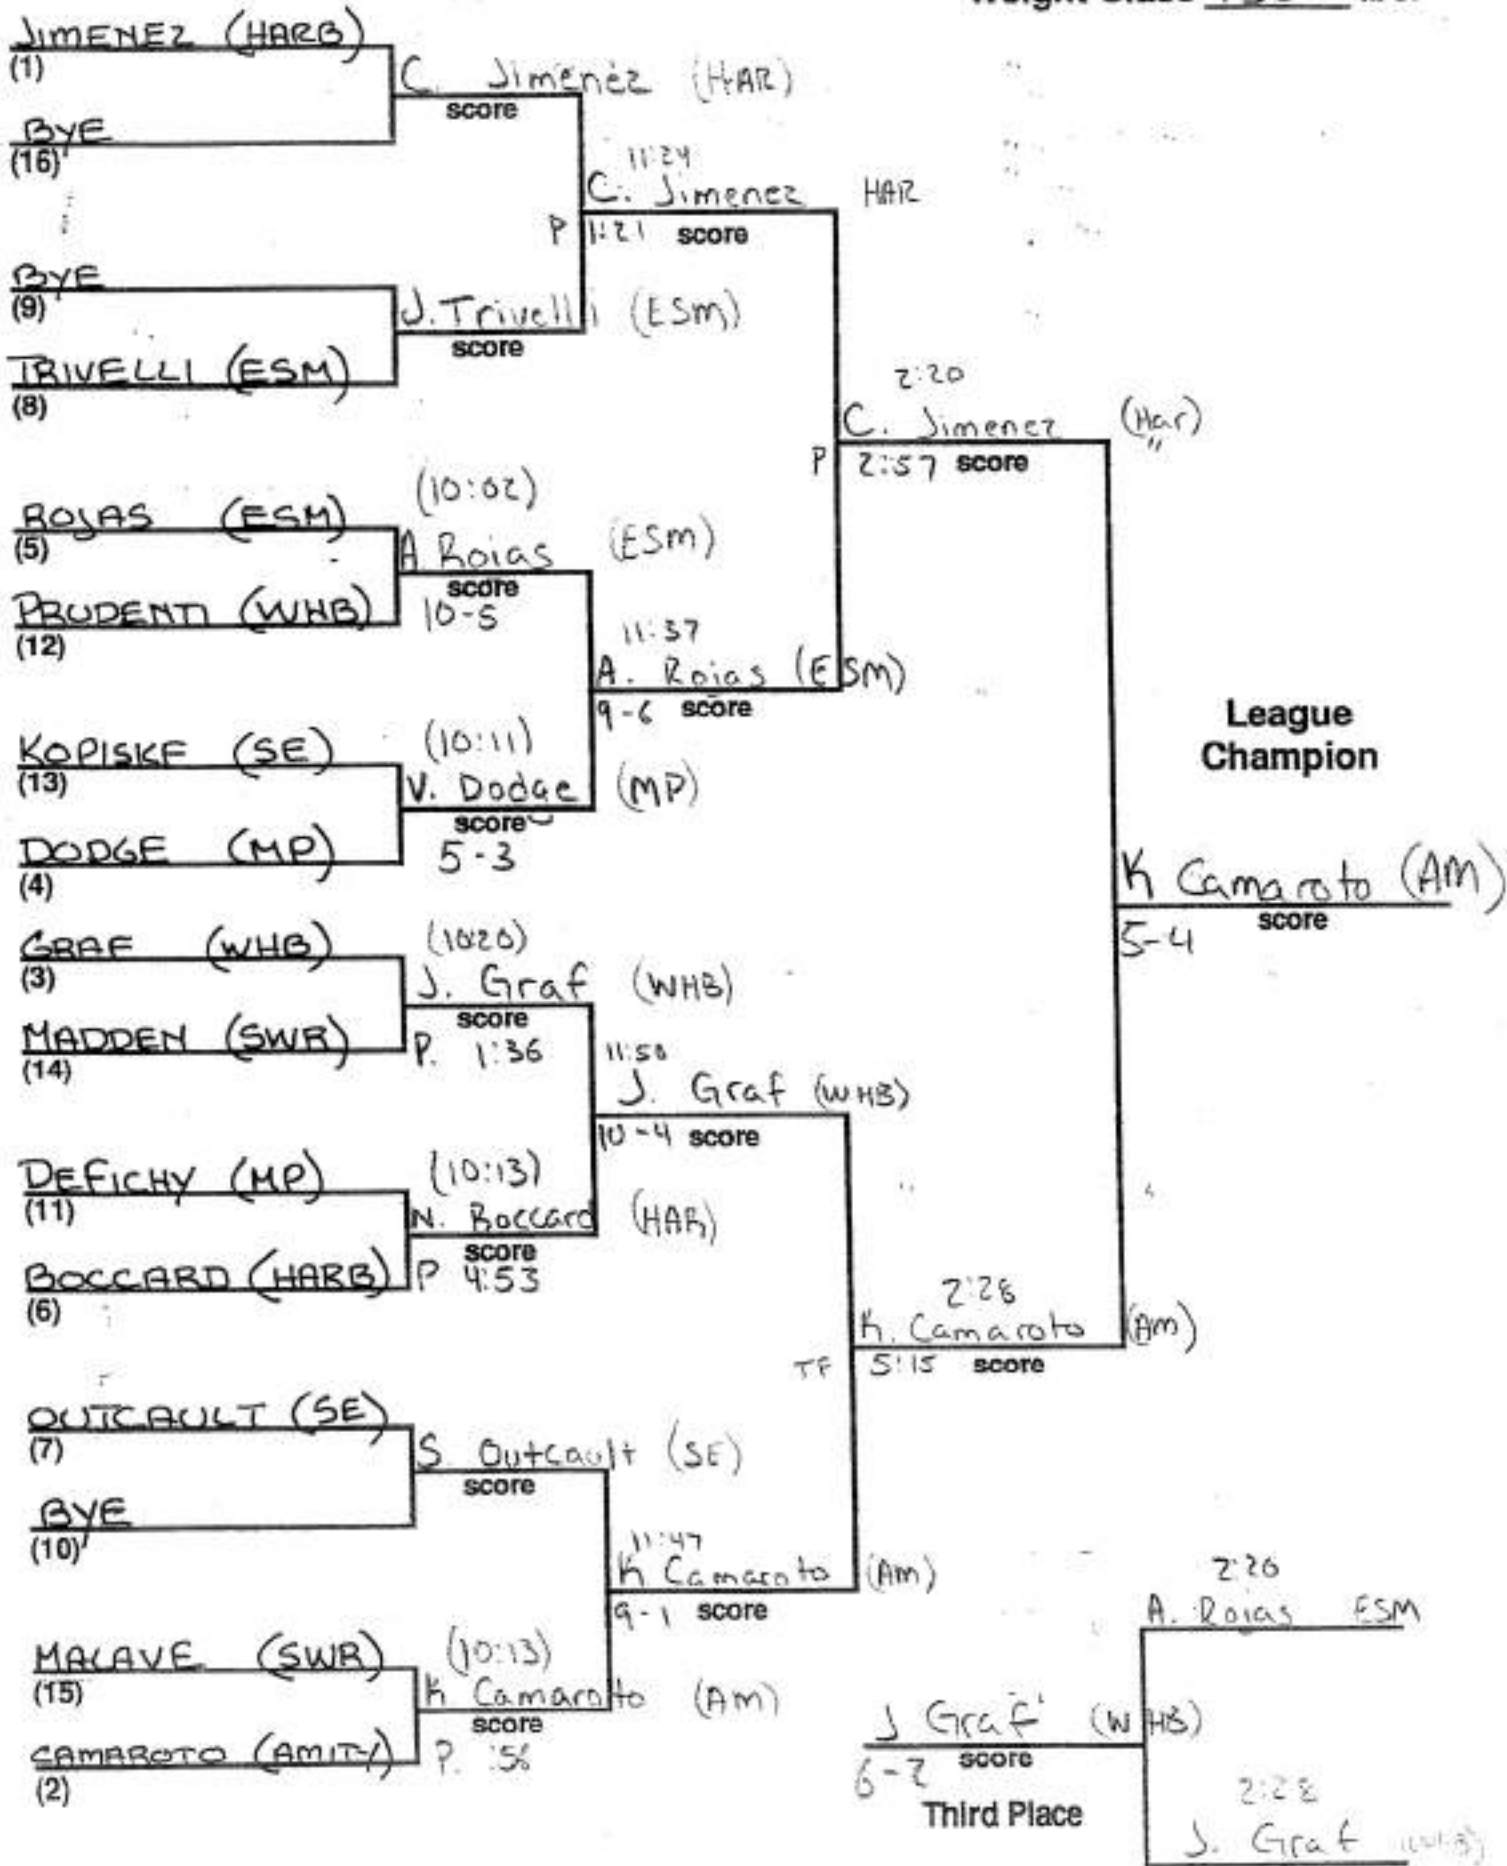 Weight Class
JIMENEZ (HARB)
(1)
C. Jimenez (HAR)
score
BYE
(16)
11:24
C. Jimenez HAR
P 1:21 score
BYE
(9)
J. Trivelli (ESM)
score
TRIVELLI (ESM)
(8)
2:20
C. Jimenez (Har)
P 2:57 score
(10:02)
ROJAS (ESM)
(5)
A Rojas (ESM)
score
PRUDENTI (WHB)
10-5
(12)
11:37
A. Rojas (ESM)
9-6 score
League
Champion
KOPISKE (SE)
(13)
(10:11)
V. Dodge (MP)
score
DODGE (MP)
5-3
(4)
K Camaroto (AM)
score
5-4
GRAF (WHB)
(3)
(10:20)
J. Graf (WHB)
score
MADDEN (SWR)
P. 1:36
(14)
11:50
J. Graf (WHB)
10-4 score
DEFICHY (MP)
(11)
(10:13)
N. Boccard (HAR)
score
BOCCARD (HARB)
P 4:53
(6)
2:28
K. Camaroto (Am)
TF 5:15 score
OUTCAULT (SE)
(7)
S. Outcault (SE)
score
BYE
(10)
11:47
K Camaroto (Am)
9-1 score
2:20
A. Rojas ESM
MALAVE (SWR)
(15)
(10:13)
K Camaroto (Am)
score
CAMAROTO (AMITY)
P. :56
(2)
J Graf (WHB)
score
6-2
Third Place
2:28
J. Graf (WHB)